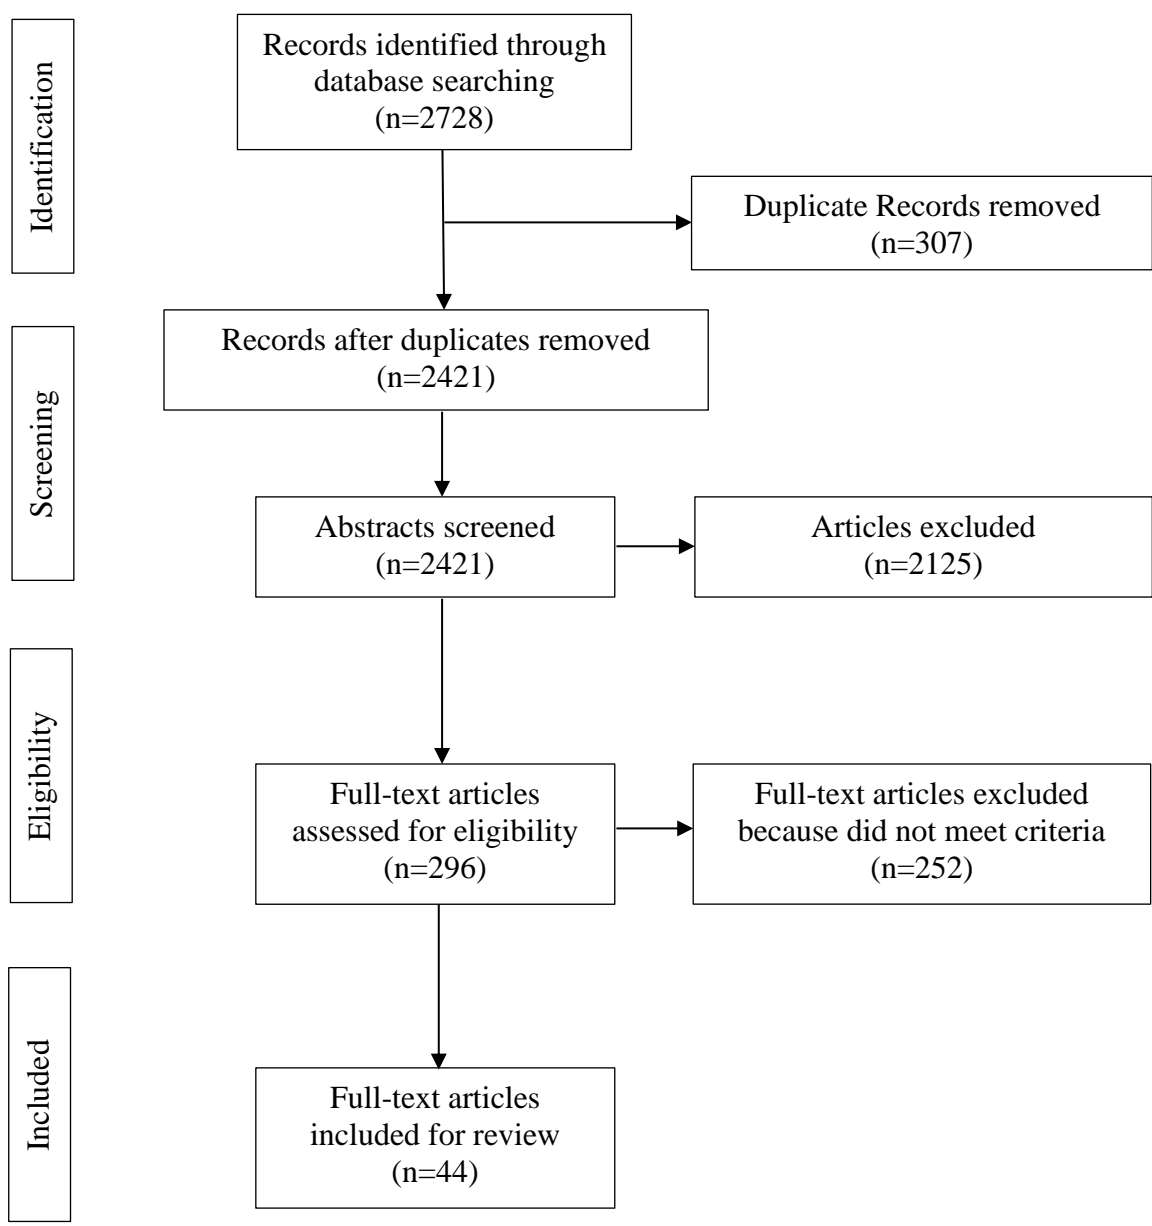 Identification
Records identified through
database searching
(n=2728)
Duplicate Records removed
(n=307)
Screening
Records after duplicates removed
(n=2421)
Abstracts screened
(n=2421)
Articles excluded
(n=2125)
Eligibility
Full-text articles
assessed for eligibility
(n=296)
Full-text articles excluded
because did not meet criteria
(n=252)
Included
Full-text articles
included for review
(n=44)